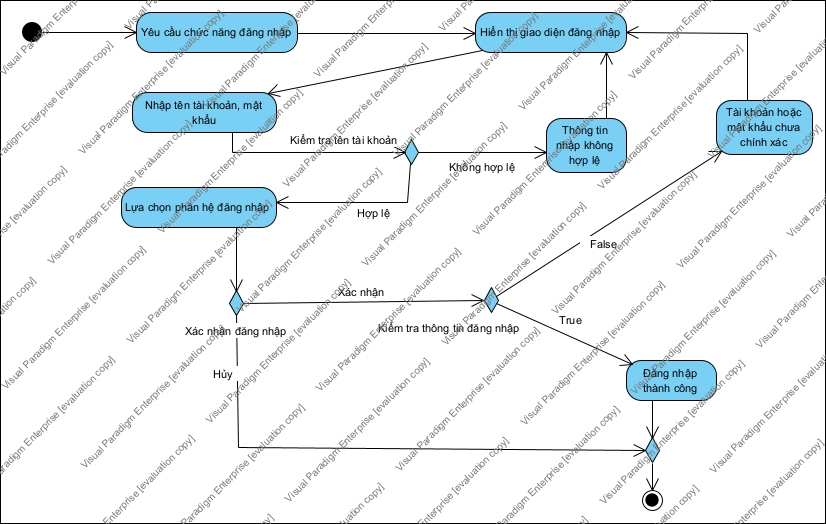 Yêu cầu chức năng đăng nhập
Hiển thị giao diện đăng nhập
Nhập tên tài khoản, mật
khẩu
Kiểm tra tên tài khoản
Không hợp lệ
Thông tin
nhập không
hợp lệ
Tài khoản hoặc
mật khẩu chưa
chính xác
Hợp lệ
Lựa chọn phân hệ đăng nhập
False
Xác nhận
Xác nhận đăng nhập
Kiểm tra thông tin đăng nhập
True
Hủy
Đăng nhập
thành công
Visual Paradigm Enterprise [evaluation copy]